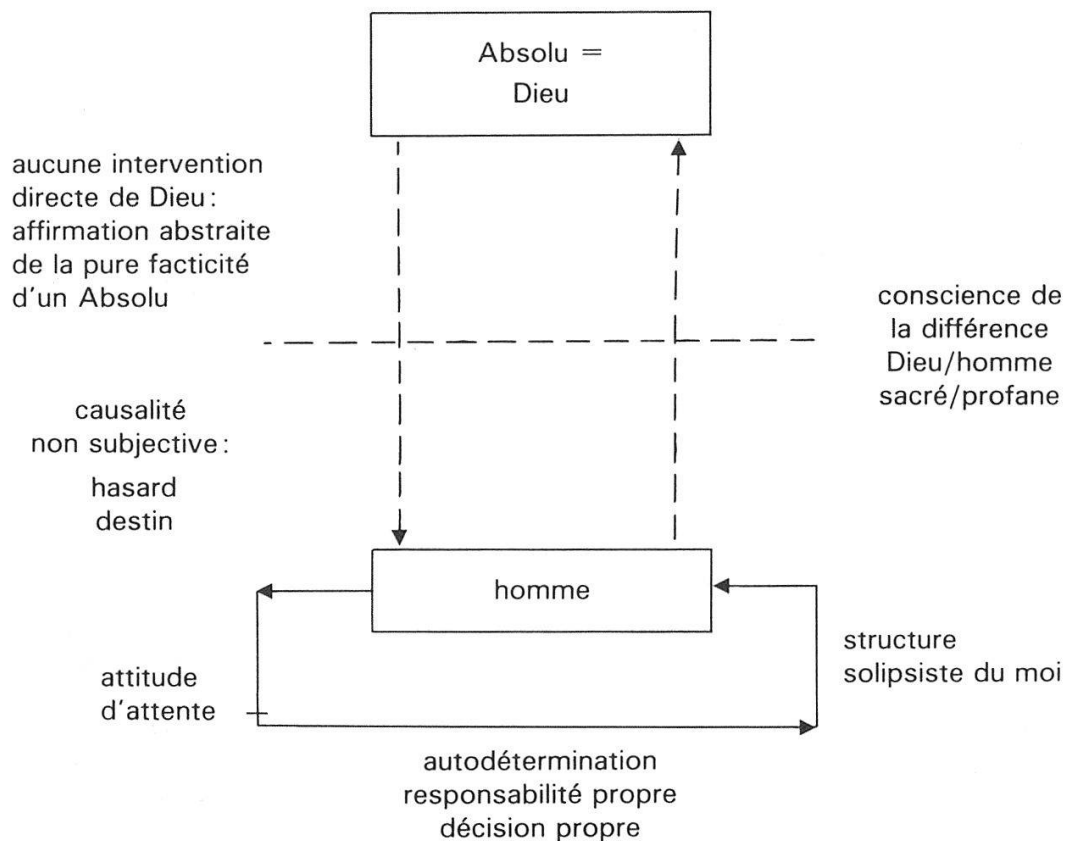 Absolu =
Dieu
aucune intervention
directe de Dieu :
affirmation abstraite
de la pure facticité
d'un Absolu
conscience de
la différence
Dieu/homme
sacré/profane
causalité
non subjective :
hasard
destin
homme
attitude
d'attente
structure
solipsiste du moi
autodétermination
responsabilité propre
décision propre